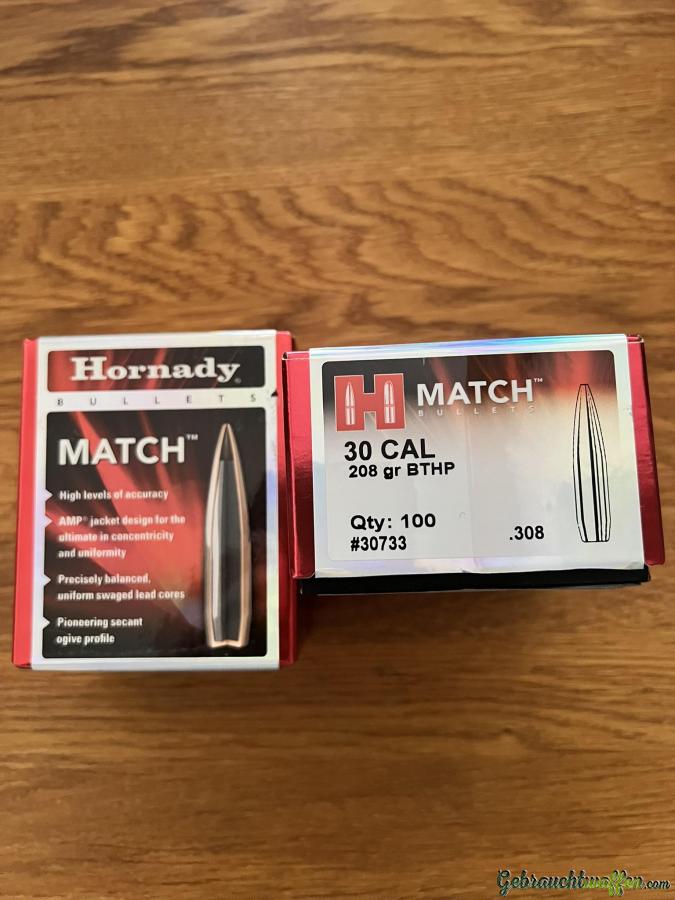 Hornady®
BULLETS
MATCH™
High levels of accuracy
AMP® jacket design for the
ultimate in concentricity
and uniformity
Precisely balanced,
uniform swaged lead cores
Pioneering secant
ogive profile
H MATCH™
BULLETS
30 CAL
208 gr BTHP
Qty: 100
#30733
.308
Gebrauchtwaffen.com